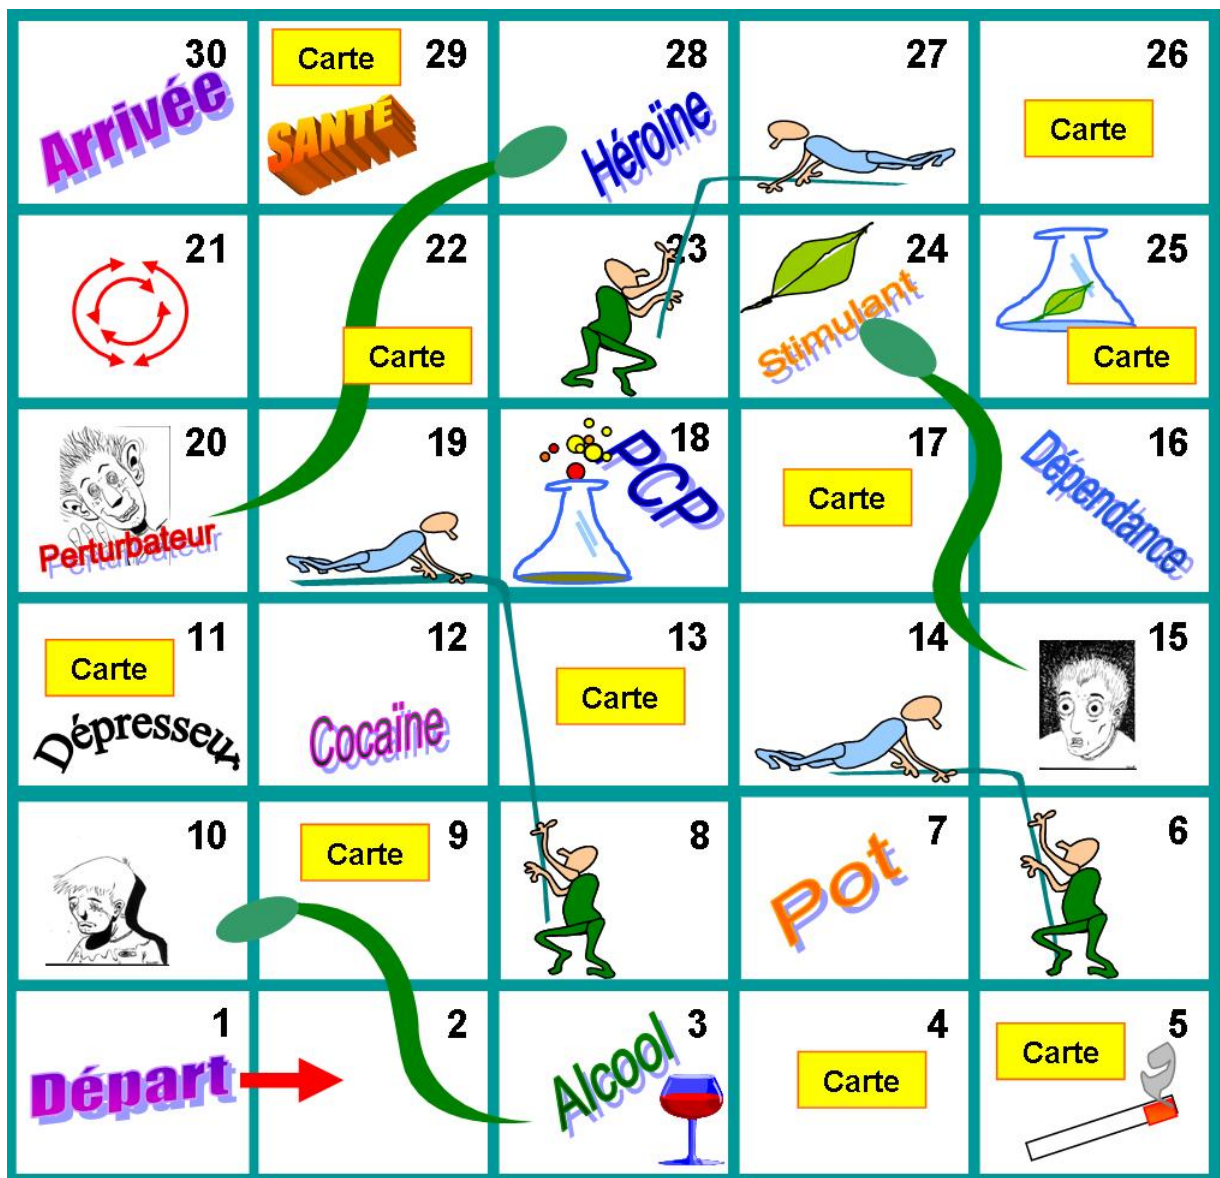 30
Arrivée
Carte
29
SANTÉ
28
Héroïne
27
26
Carte
21
22
Carte
23
24
Stimulant
25
Carte
20
Perturbateur
19
18
PCP
17
Carte
16
Dépendance
11
Carte
Dépresseur
12
Cocaïne
13
Carte
14
15
10
9
Carte
8
7
Pot
6
1
Départ
2
3
Alcool
4
Carte
5
Carte